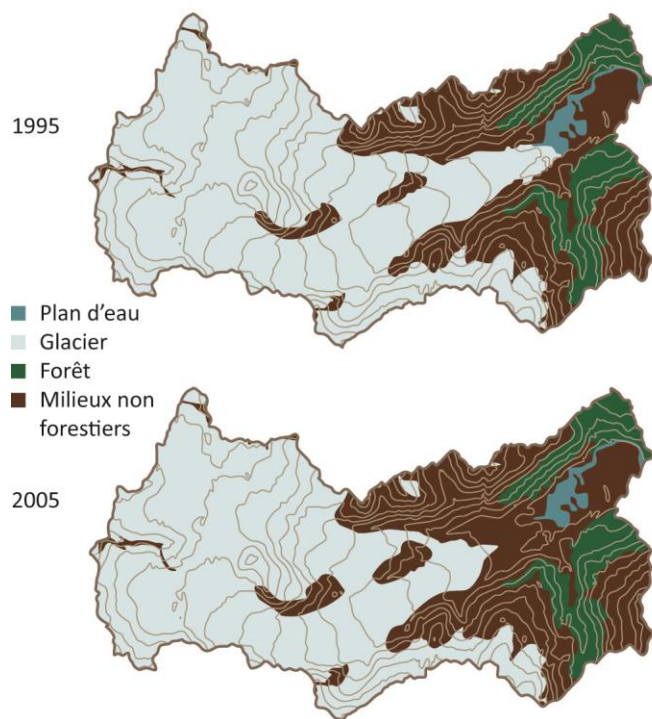 1995
Plan d’eau
Glacier
Forêt
Milieux non
forestiers
2005